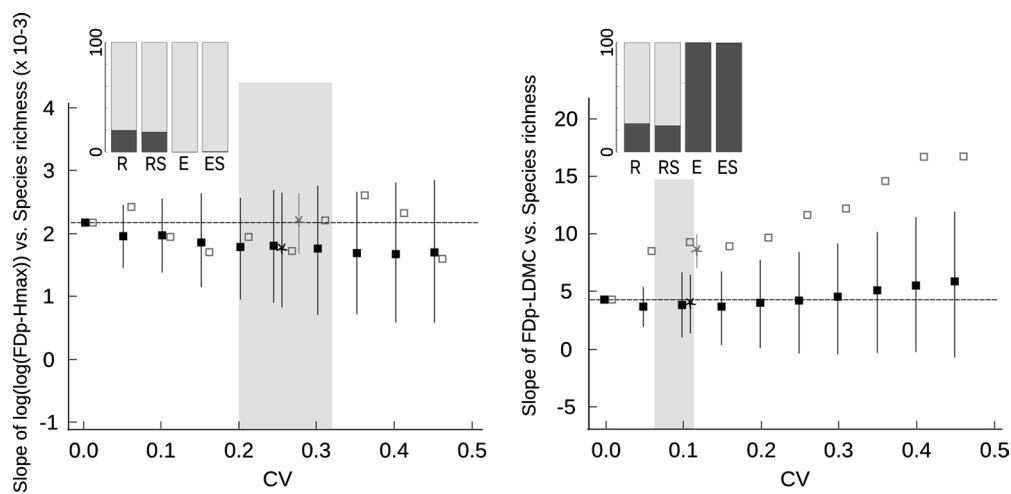 Slope of log(log(FDp-Hmax)) vs. Species richness (x 10-3)
100
0
R RS E ES
4
3
2
1
0
-1
0.0 0.1 0.2 0.3 0.4 0.5
CV
Slope of FDp-LDMC vs. Species richness
100
0
R RS E ES
20
15
10
5
0
-5
0.0 0.1 0.2 0.3 0.4 0.5
CV